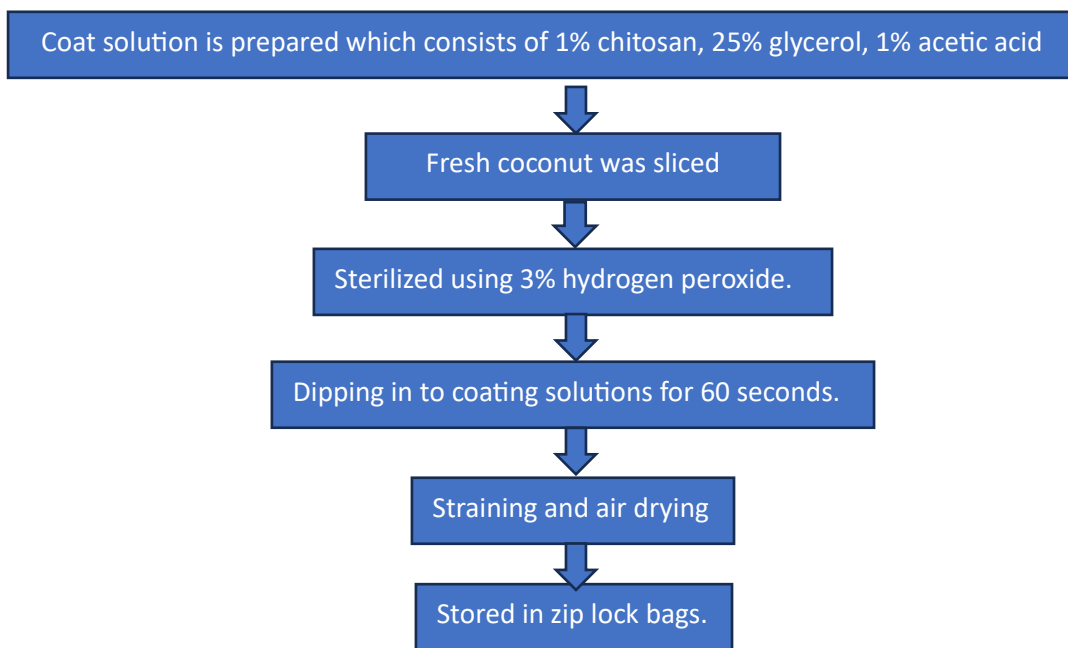 Coat solution is prepared which consists of 1% chitosan, 25% glycerol, 1% acetic acid
Fresh coconut was sliced
Sterilized using 3% hydrogen peroxide.
Dipping in to coating solutions for 60 seconds.
Straining and air drying
Stored in zip lock bags.